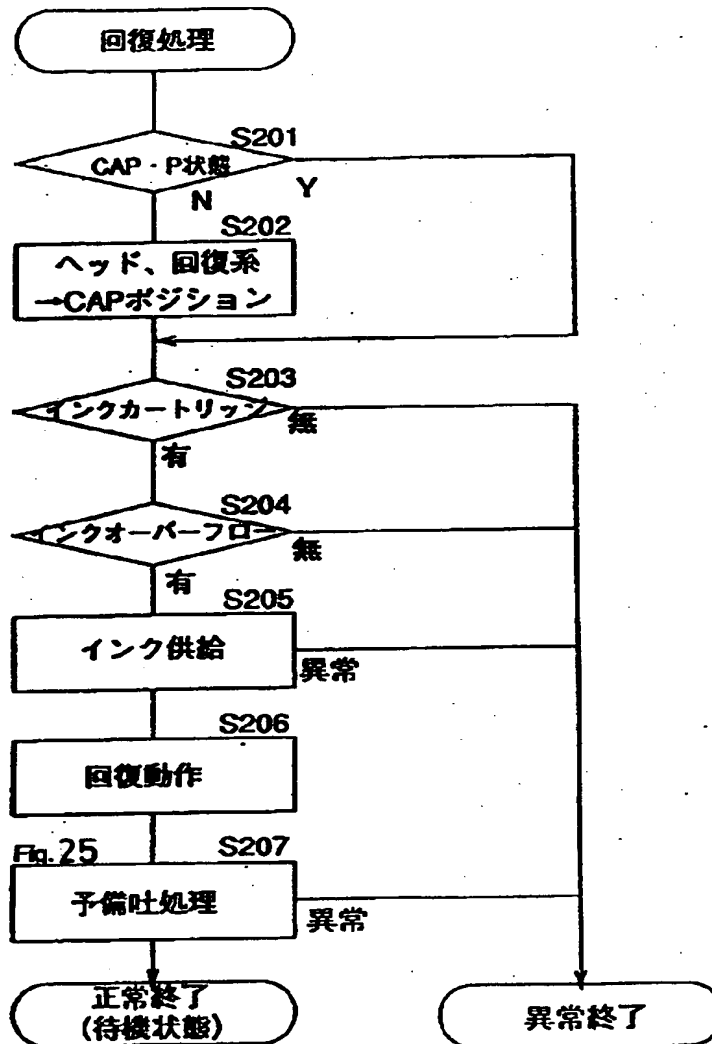 回復処理
S201
CAP・P状態
Y
N
S202
ヘッド、回復系
→CAPポジション
S203
インクカートリッジ
無
有
S204
インクオーバーフロー
無
有
S205
インク供給
異常
S206
回復動作
Fig. 25
S207
予備吐処理
異常
正常終了
(待機状態)
異常終了